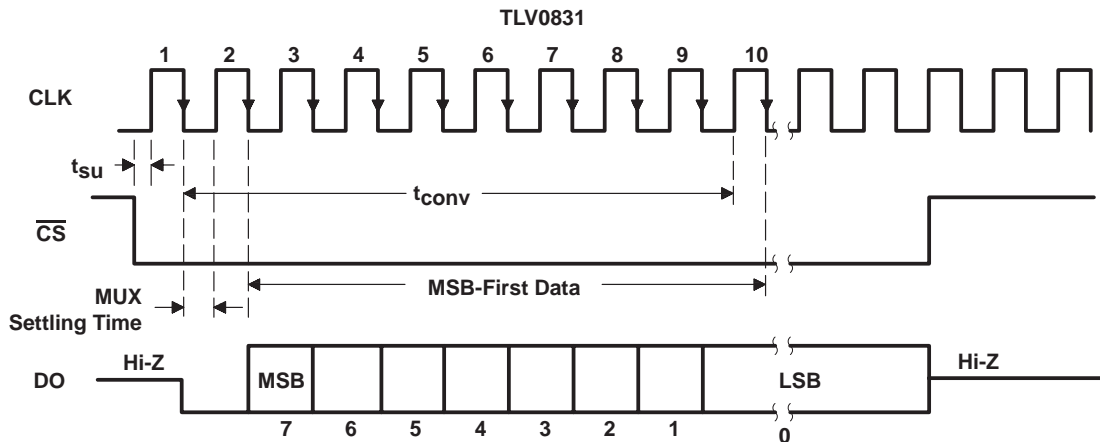 TLV0831
1 2 3 4 5 6 7 8 9 10
CLK
tsu
tconv
CS
MSB-First Data
MUX
Settling Time
Hi-Z Hi-Z
DO MSB LSB
7 6 5 4 3 2 1 0